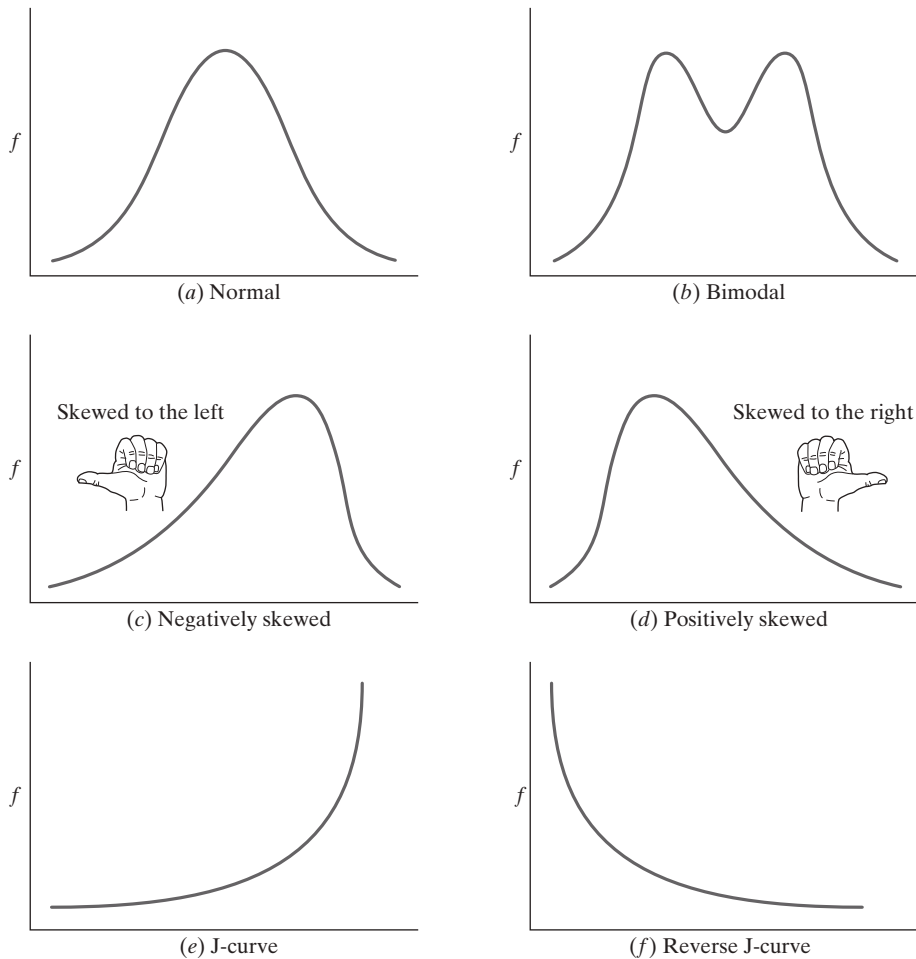 f
(a) Normal
f
(b) Bimodal
Skewed to the left
f
(c) Negatively skewed
Skewed to the right
f
(d) Positively skewed
f
(e) J-curve
f
(f) Reverse J-curve